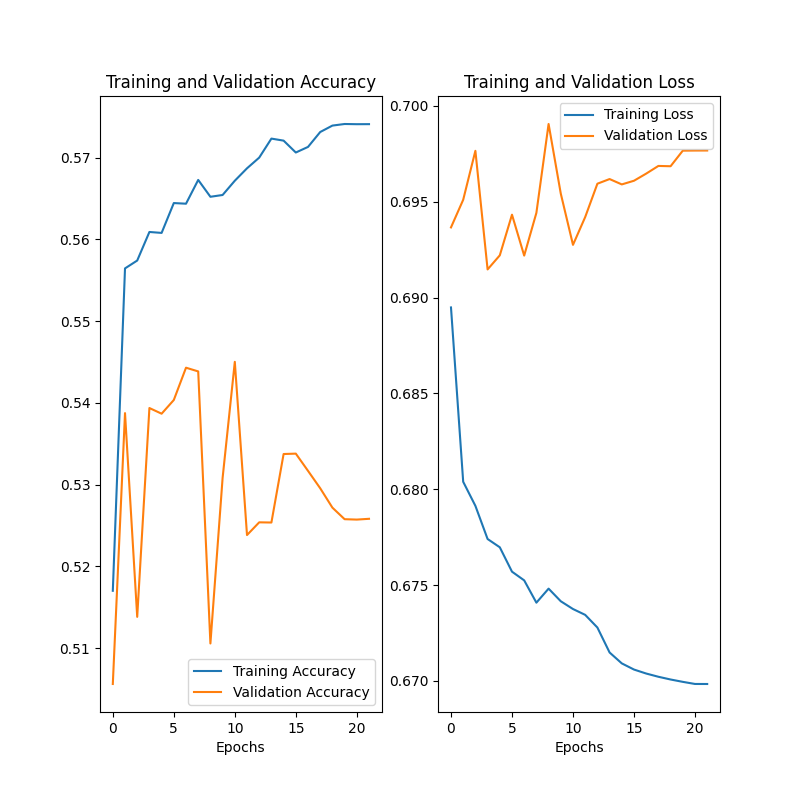 Training and Validation Accuracy
0.57
0.56
0.55
0.54
0.53
0.52
0.51
Training Accuracy
Validation Accuracy
0 5 10 15 20
Epochs
Training and Validation Loss
0.700
0.695
0.690
0.685
0.680
0.675
0.670
Training Loss
Validation Loss
0 5 10 15 20
Epochs